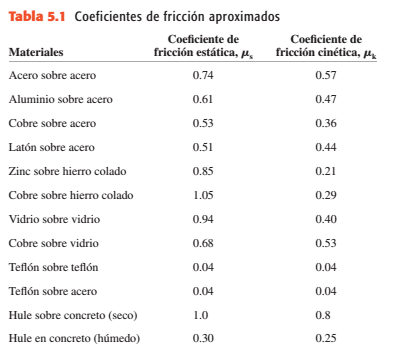 Tabla 5.1 Coeficientes de fricción aproximados
Coeficiente de Coeficiente de
Materiales fricción estática, μs fricción cinética, μk
Acero sobre acero 0.74 0.57
Aluminio sobre acero 0.61 0.47
Cobre sobre acero 0.53 0.36
Latón sobre acero 0.51 0.44
Zinc sobre hierro colado 0.85 0.21
Cobre sobre hierro colado 1.05 0.29
Vidrio sobre vidrio 0.94 0.40
Cobre sobre vidrio 0.68 0.53
Teflón sobre teflón 0.04 0.04
Teflón sobre acero 0.04 0.04
Hule sobre concreto (seco) 1.0 0.8
Hule en concreto (húmedo) 0.30 0.25